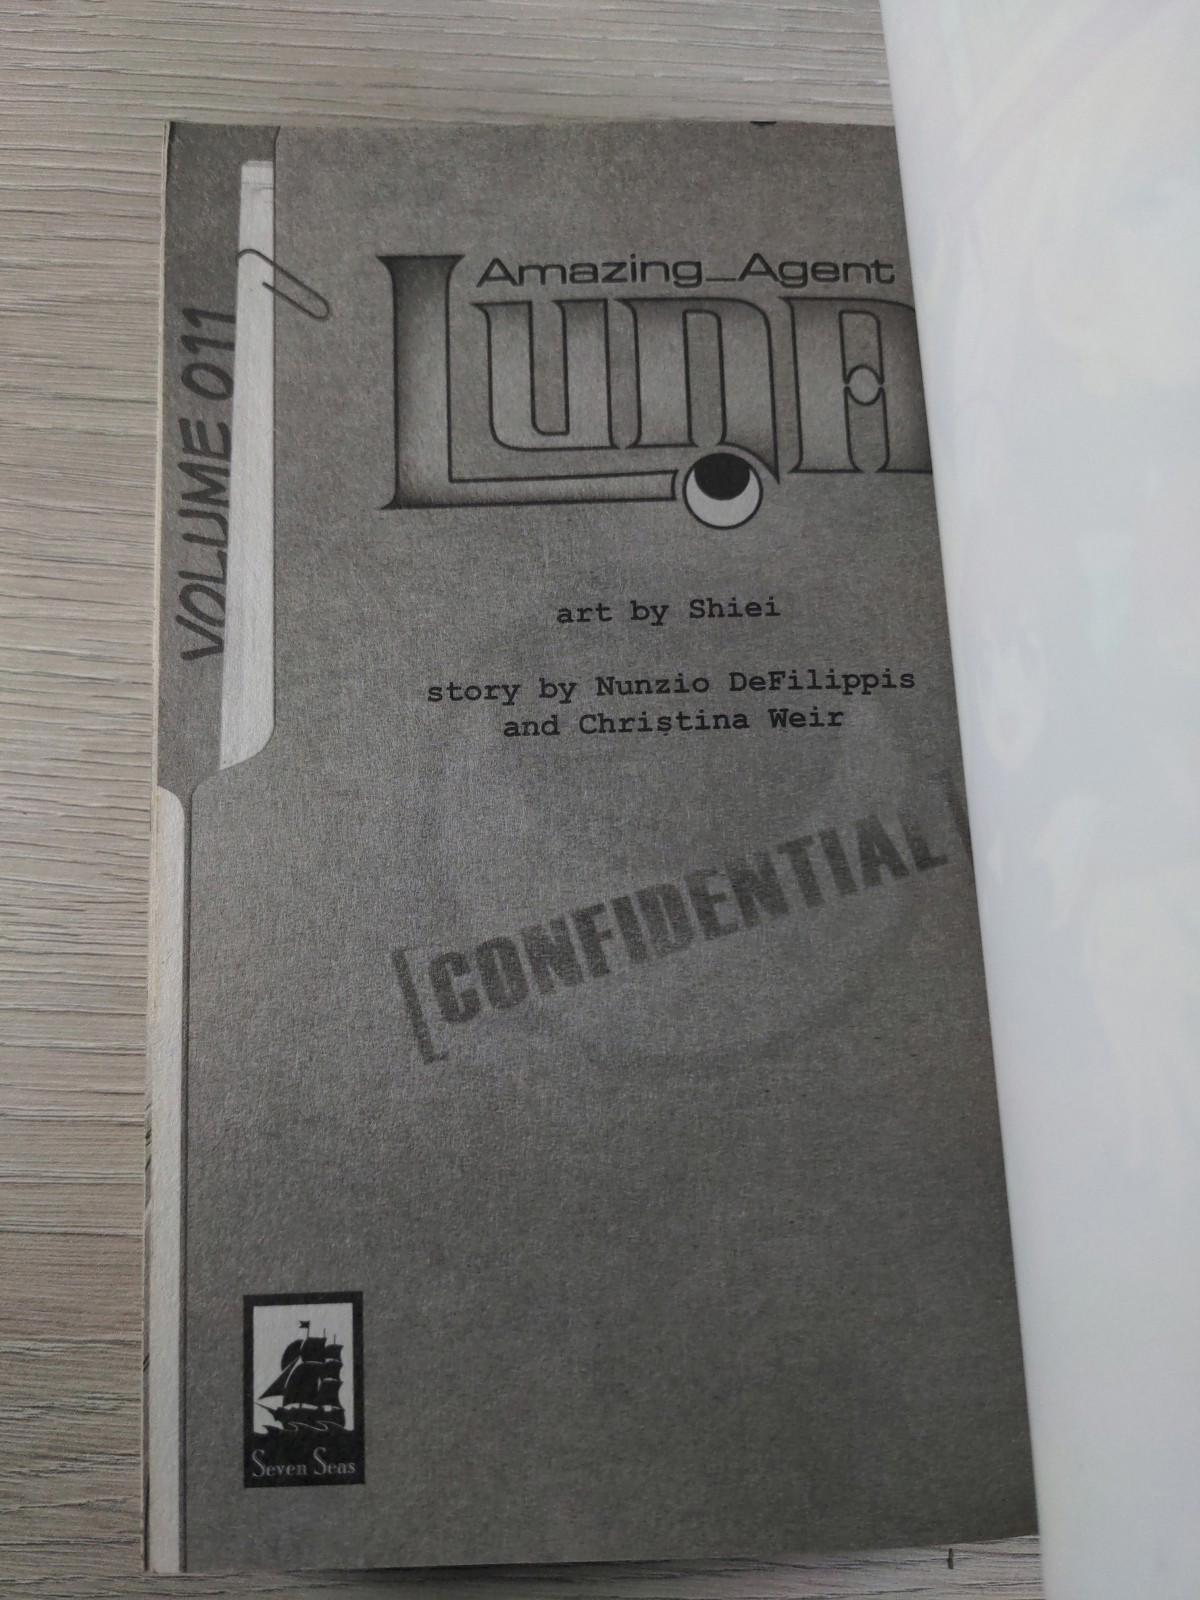 VOLUME 011
Amazing_Agent
LUNA
art by Shiei
story by Nunzio DeFilippis
and Christina Weir
[CONFIDENTIAL]
Seven Seas